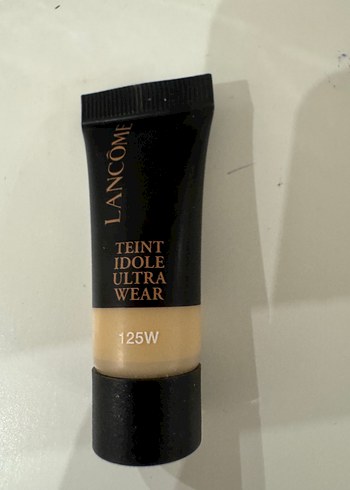 LANCÔME
TEINT
IDOLE
ULTRA
WEAR
125W